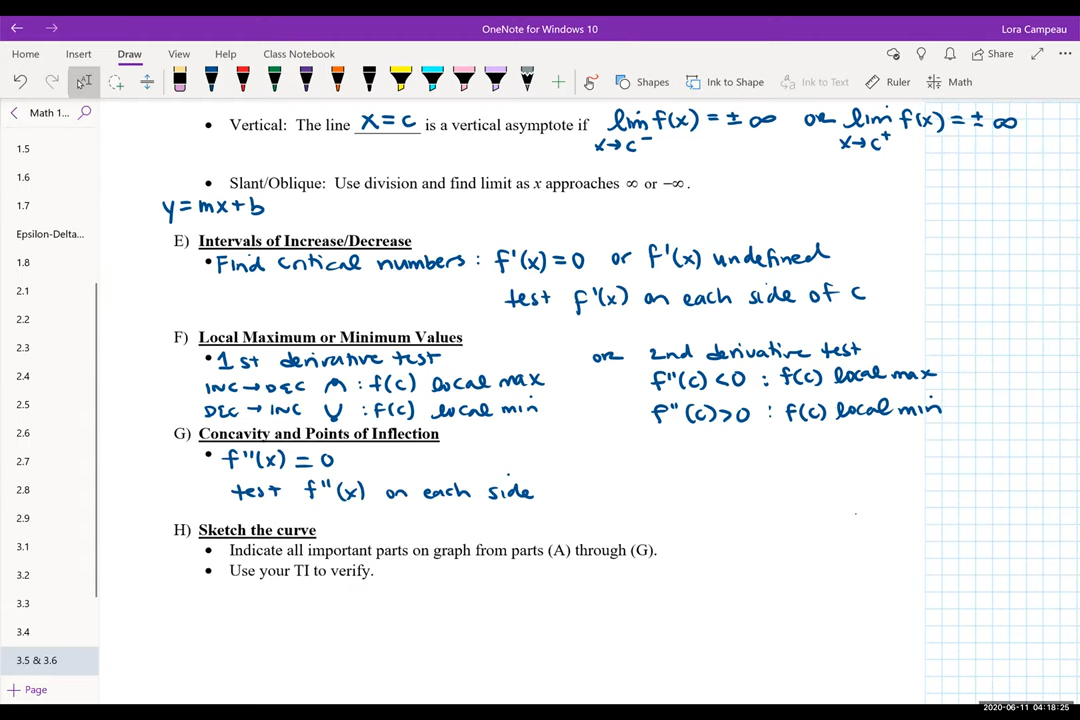 OneNote for Windows 10
Lora Campeau
Home Insert Draw View Help Class Notebook
Share
Shapes Ink to Shape Ink to Text Ruler Math
Math 1...
1.5
1.6
1.7
Epsilon-Delta...
1.8
2.1
2.2
2.3
2.4
2.5
2.6
2.7
2.8
2.9
3.1
3.2
3.3
3.4
3.5 & 3.6
Page
• Vertical: The line x = c is a vertical asymptote if lim x→c⁻ f(x) = ± ∞ or lim x→c⁺ f(x) = ± ∞
• Slant/Oblique: Use division and find limit as x approaches ∞ or −∞.
y = mx + b
E) Intervals of Increase/Decrease
• Find critical numbers : f'(x) = 0 or f'(x) undefined
test f'(x) on each side of c
F) Local Maximum or Minimum Values
• 1st derivative test or 2nd derivative test
INC → DEC ∩ : f(c) local max f''(c) < 0 : f(c) local max
DEC → INC ∪ : f(c) local min f''(c) > 0 : f(c) local min
G) Concavity and Points of Inflection
• f''(x) = 0
test f''(x) on each side
H) Sketch the curve
• Indicate all important parts on graph from parts (A) through (G).
• Use your TI to verify.
2020-06-11 04:18:25